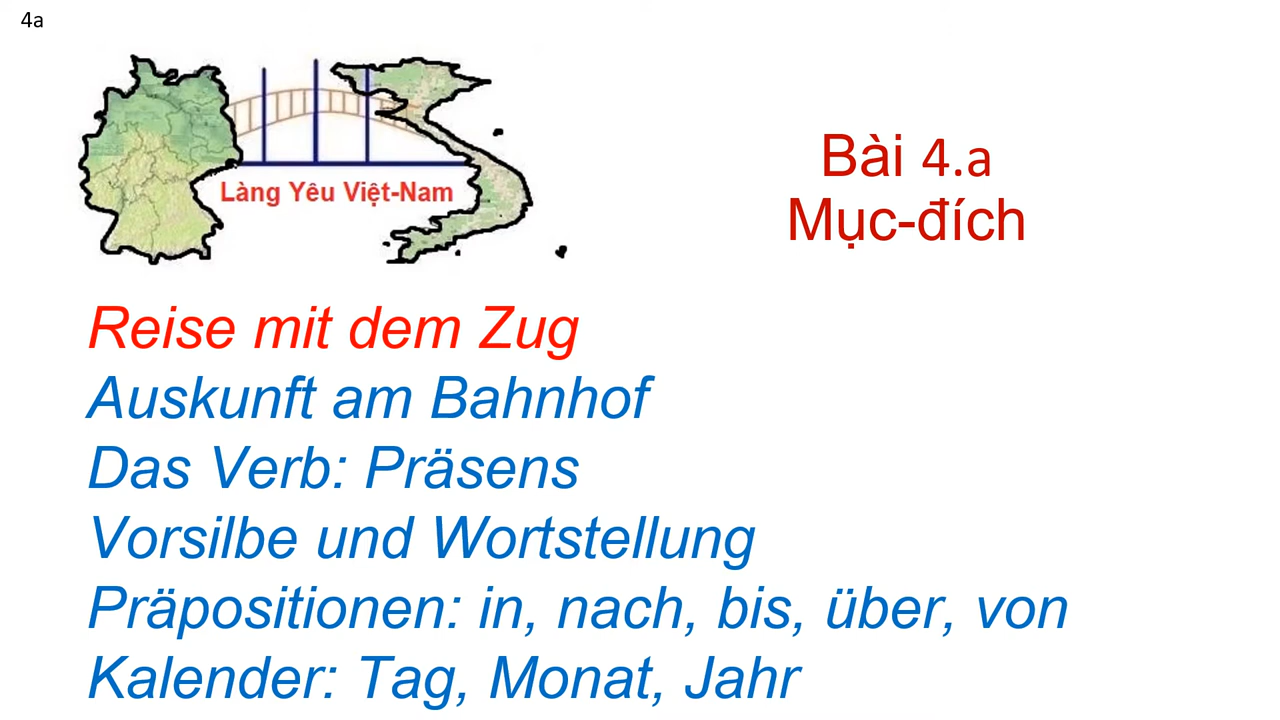 4a
Làng Yêu Việt-Nam
Bài 4.a
Mục-đích
Reise mit dem Zug
Auskunft am Bahnhof
Das Verb: Präsens
Vorsilbe und Wortstellung
Präpositionen: in, nach, bis, über, von
Kalender: Tag, Monat, Jahr